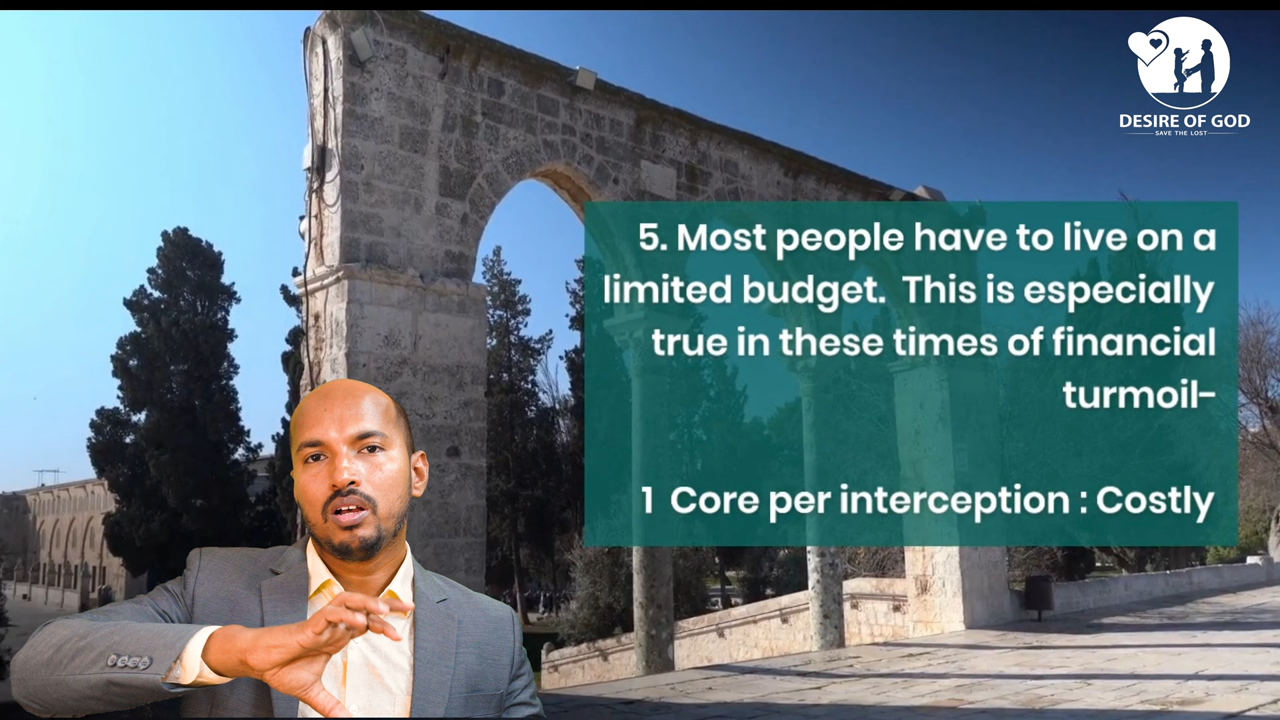 DESIRE OF GOD
SAVE THE LOST
5. Most people have to live on a
limited budget.  This is especially
true in these times of financial
turmoil-
1  Core per interception : Costly